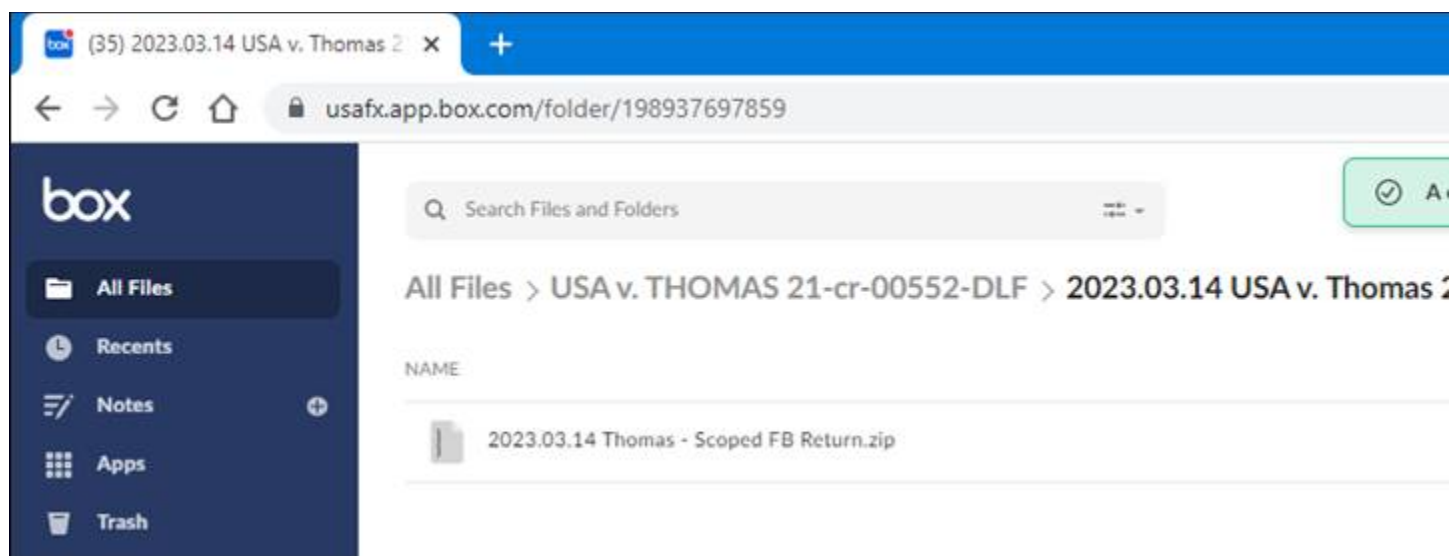 box (35) 2023.03.14 USA v. Thomas 2
usafx.app.box.com/folder/198937697859
box
Search Files and Folders
A
All Files > USA v. THOMAS 21-cr-00552-DLF > 2023.03.14 USA v. Thomas 2
All Files
Recents
Notes
Apps
Trash
NAME
2023.03.14 Thomas - Scoped FB Return.zip